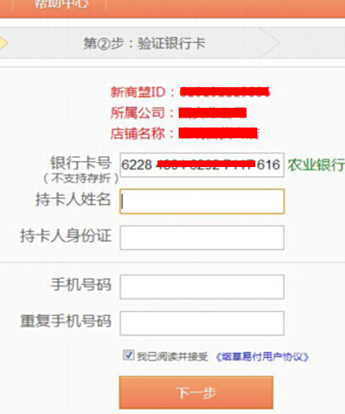 帮助中心
第②步：验证银行卡
新商盟ID：
所属公司：
店铺名称：
银行卡号 6228 616 农业银行
（不支持存折）
持卡人姓名
持卡人身份证
手机号码
重复手机号码
我已阅读并接受 《烟草易付用户协议》
下一步